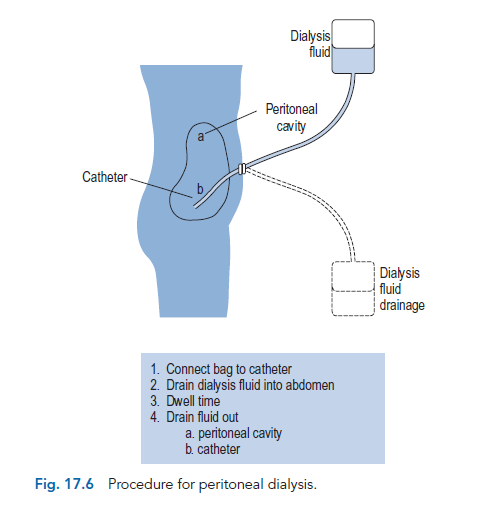 Dialysis
fluid
Peritoneal
cavity
a
Catheter
b
Dialysis
fluid
drainage
1. Connect bag to catheter
2. Drain dialysis fluid into abdomen
3. Dwell time
4. Drain fluid out
a. peritoneal cavity
b. catheter
Fig. 17.6 Procedure for peritoneal dialysis.